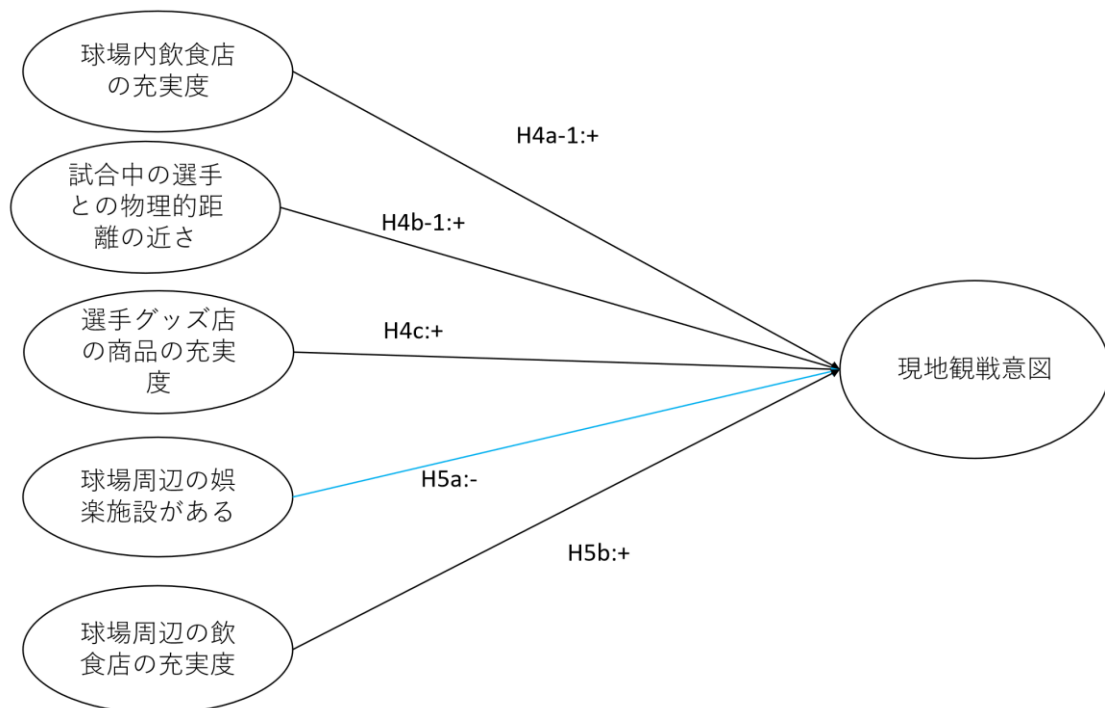 球場内飲食店
の充実度
H4a-1:+
試合中の選手
との物理的距
離の近さ
H4b-1:+
選手グッズ店
の商品の充実
度
H4c:+
現地観戦意図
球場周辺の娯
楽施設がある
H5a:-
H5b:+
球場周辺の飲
食店の充実度